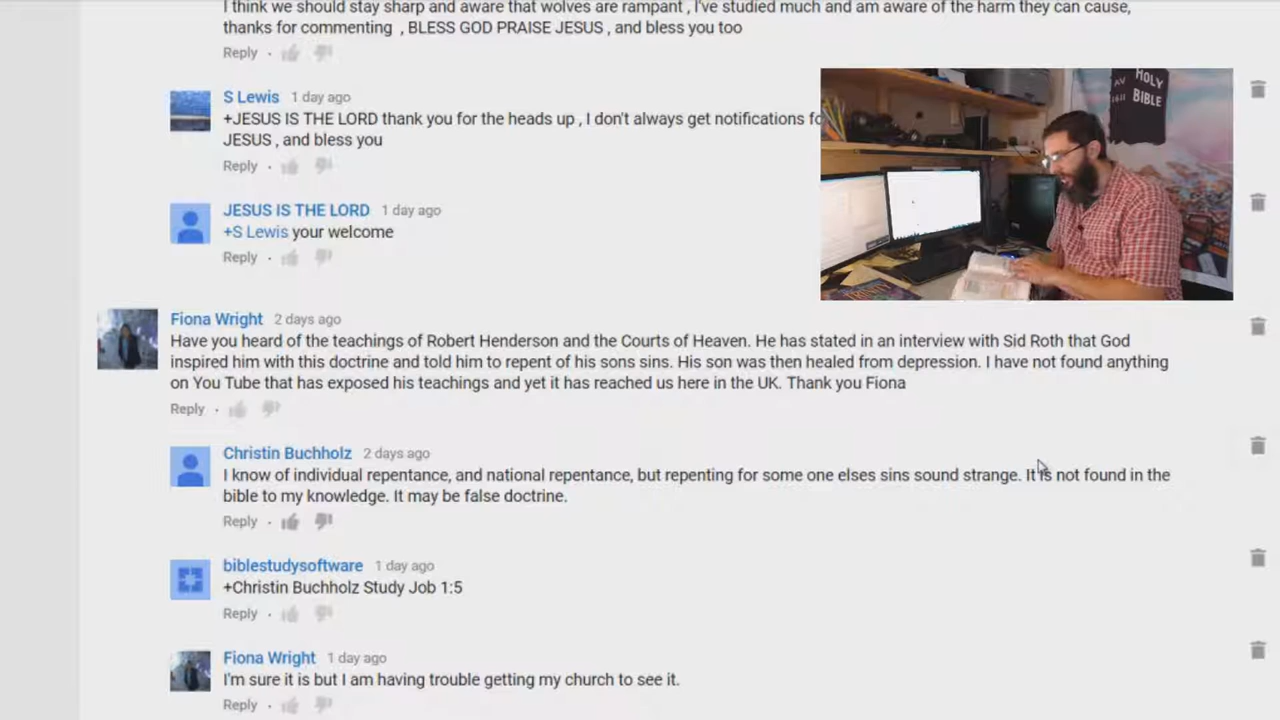 I think we should stay sharp and aware that wolves are rampant , I've studied much and am aware of the harm they can cause,
thanks for commenting , BLESS GOD PRAISE JESUS , and bless you too
Reply
S Lewis 1 day ago
+JESUS IS THE LORD thank you for the heads up , I don't always get notifications
JESUS , and bless you
Reply
AV HOLY
1611 BIBLE
JESUS IS THE LORD 1 day ago
+S Lewis your welcome
Reply
Fiona Wright 2 days ago
Have you heard of the teachings of Robert Henderson and the Courts of Heaven. He has stated in an interview with Sid Roth that God
inspired him with this doctrine and told him to repent of his sons sins. His son was then healed from depression. I have not found anything
on You Tube that has exposed his teachings and yet it has reached us here in the UK. Thank you Fiona
Reply
Christin Buchholz 2 days ago
I know of individual repentance, and national repentance, but repenting for some one elses sins sound strange. It is not found in the
bible to my knowledge. It may be false doctrine.
Reply
biblestudysoftware 1 day ago
+Christin Buchholz Study Job 1:5
Reply
Fiona Wright 1 day ago
I'm sure it is but I am having trouble getting my church to see it.
Reply